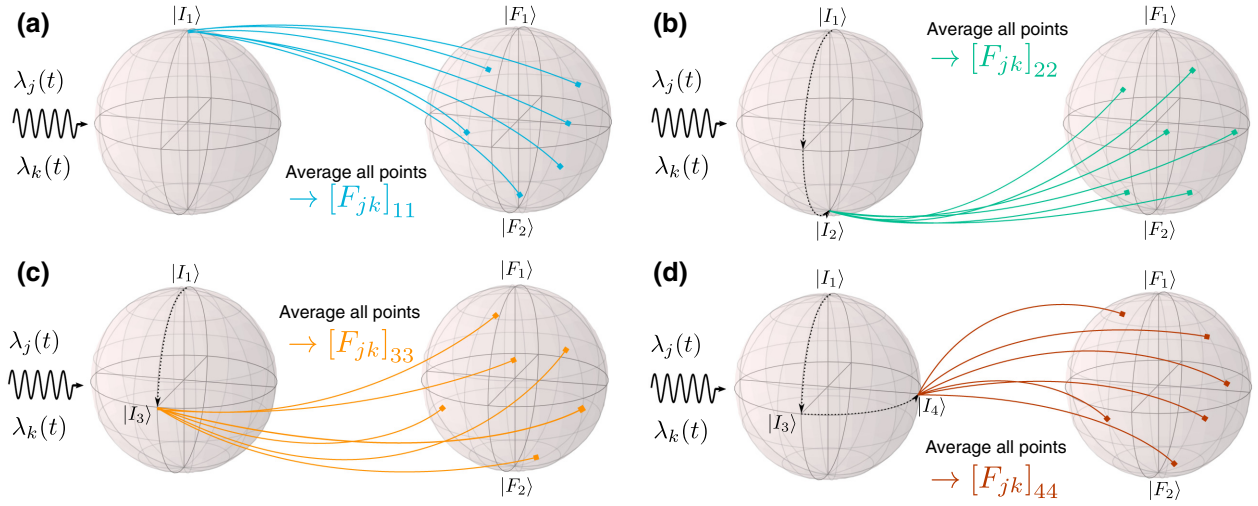 (a)
|I₁⟩
|F₁⟩
λⱼ(t)
λₖ(t)
Average all points
→ [Fⱼₖ]₁₁
|F₂⟩
(b)
|I₁⟩
Average all points
→ [Fⱼₖ]₂₂
|F₁⟩
λⱼ(t)
λₖ(t)
|I₂⟩
|F₂⟩
(c)
|I₁⟩
|F₁⟩
Average all points
→ [Fⱼₖ]₃₃
λⱼ(t)
λₖ(t)
|I₃⟩
|F₂⟩
(d)
|I₁⟩
|F₁⟩
λⱼ(t)
λₖ(t)
|I₃⟩
|I₄⟩
Average all points
→ [Fⱼₖ]₄₄
|F₂⟩